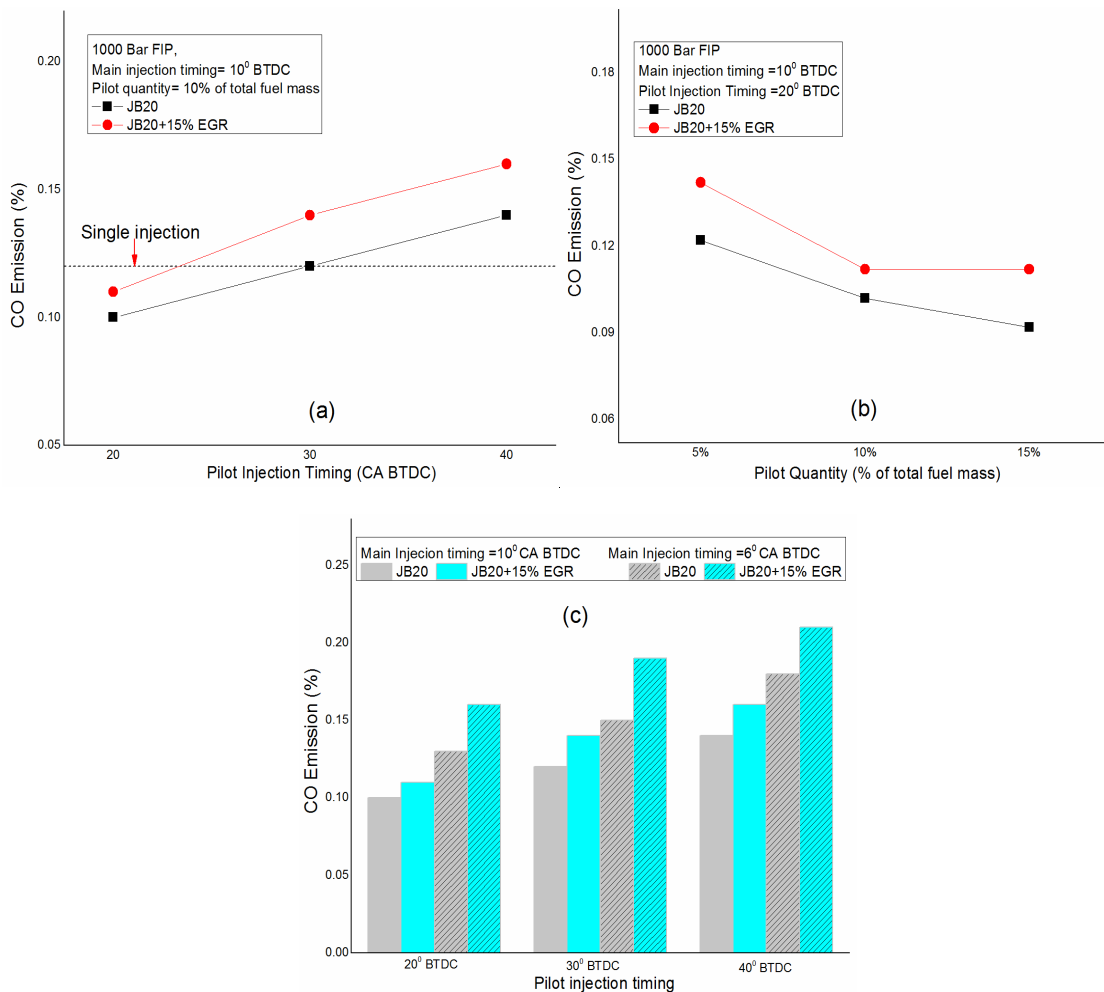 0.20
0.15
0.10
0.05
CO Emission (%)
1000 Bar FIP,
Main injection timing= 10⁰ BTDC
Pilot quantity= 10% of total fuel mass
JB20
JB20+15% EGR
Single injection
(a)
20 30 40
Pilot Injection Timing (CA BTDC)
0.18
0.15
0.12
0.09
0.06
CO Emission (%)
1000 Bar FIP
Main injection timing =10⁰ BTDC
Pilot Injection Timing =20⁰ BTDC
JB20
JB20+15% EGR
(b)
5% 10% 15%
Pilot Quantity (% of total fuel mass)
0.25
0.20
0.15
0.10
0.05
0.00
CO Emission (%)
Main Injecion timing =10⁰ CA BTDC Main Injecion timing =6⁰ CA BTDC
JB20 JB20+15% EGR JB20 JB20+15% EGR
(c)
20⁰ BTDC 30⁰ BTDC 40⁰ BTDC
Pilot injection timing